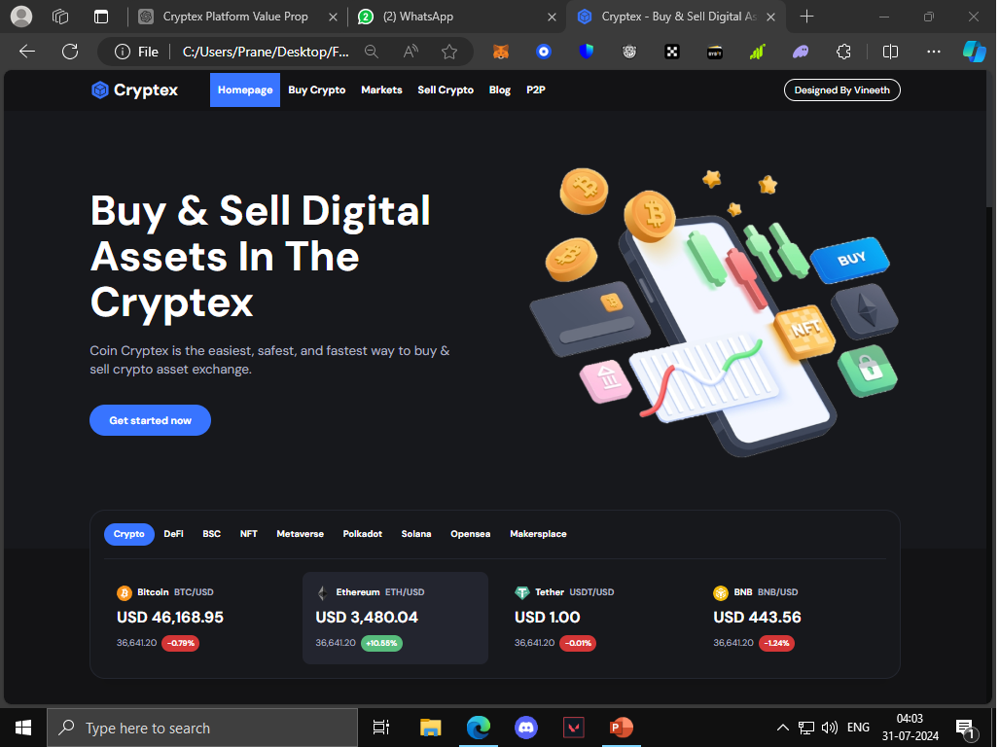 Cryptex Platform Value Prop
2
(2) WhatsApp
Cryptex - Buy & Sell Digital As
File
C:/Users/Prane/Desktop/F...
BYBIT
Cryptex
Homepage
Buy Crypto
Markets
Sell Crypto
Blog
P2P
Designed By Vineeth
Buy & Sell Digital
Assets In The
Cryptex
Coin Cryptex is the easiest, safest, and fastest way to buy &
sell crypto asset exchange.
Get started now
BUY
NFT
Crypto
DeFI
BSC
NFT
Metaverse
Polkadot
Solana
Opensea
Makersplace
Bitcoin BTC/USD
USD 46,168.95
36,641.20 -0.79%
Ethereum ETH/USD
USD 3,480.04
36,641.20 +10.55%
Tether USDT/USD
USD 1.00
36,641.20 -0.01%
BNB BNB/USD
USD 443.56
36,641.20 -1.24%
Type here to search
ENG
04:03
31-07-2024
1